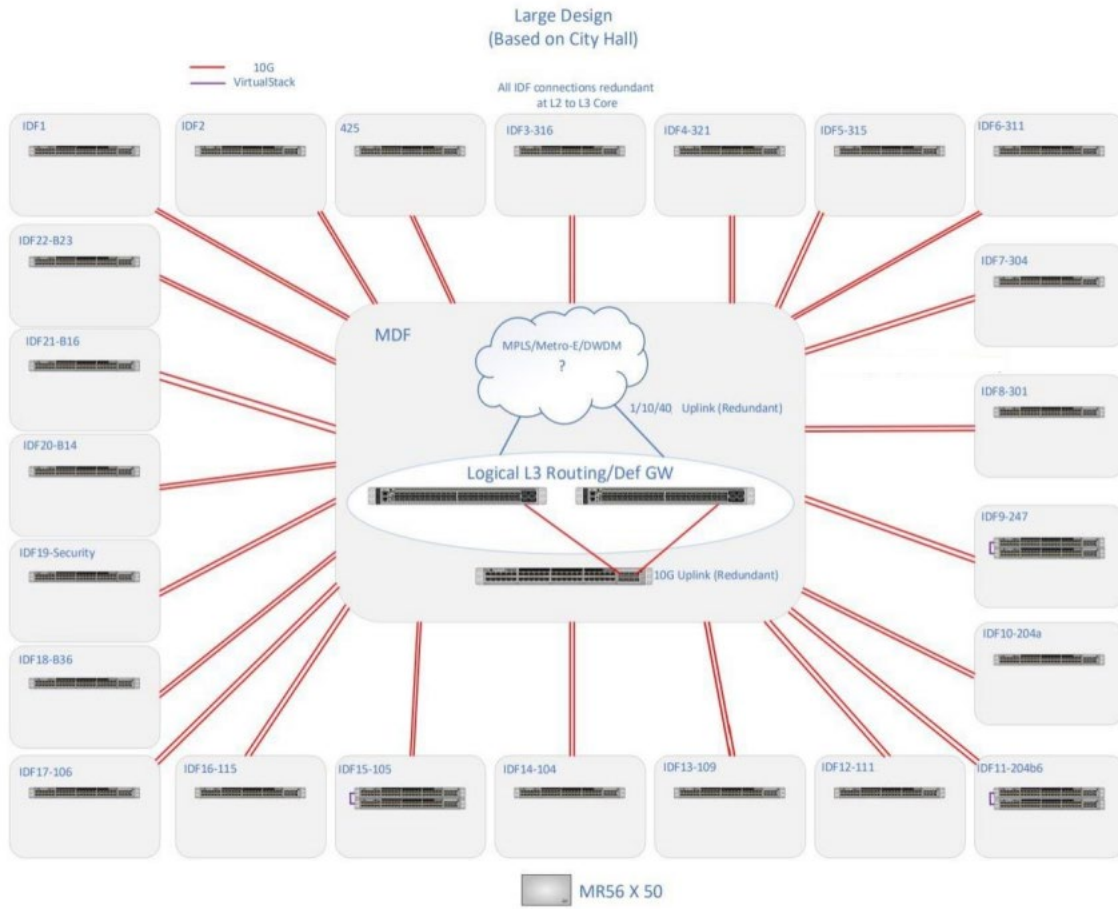 Large Design
(Based on City Hall)
10G
VirtualStack
All IDF connections redundant
at L2 to L3 Core
IDF1
IDF2
425
IDF3-316
IDF4-321
IDF5-315
IDF6-311
IDF22-B23
IDF7-304
MDF
MPLS/Metro-E/DWDM
?
IDF21-B16
IDF8-301
1/10/40 Uplink (Redundant)
IDF20-B14
Logical L3 Routing/Def GW
IDF9-247
IDF19-Security
10G Uplink (Redundant)
IDF10-204a
IDF18-B36
IDF17-106
IDF16-115
IDF15-105
IDF14-104
IDF13-109
IDF12-111
IDF11-204b6
MR56 X 50